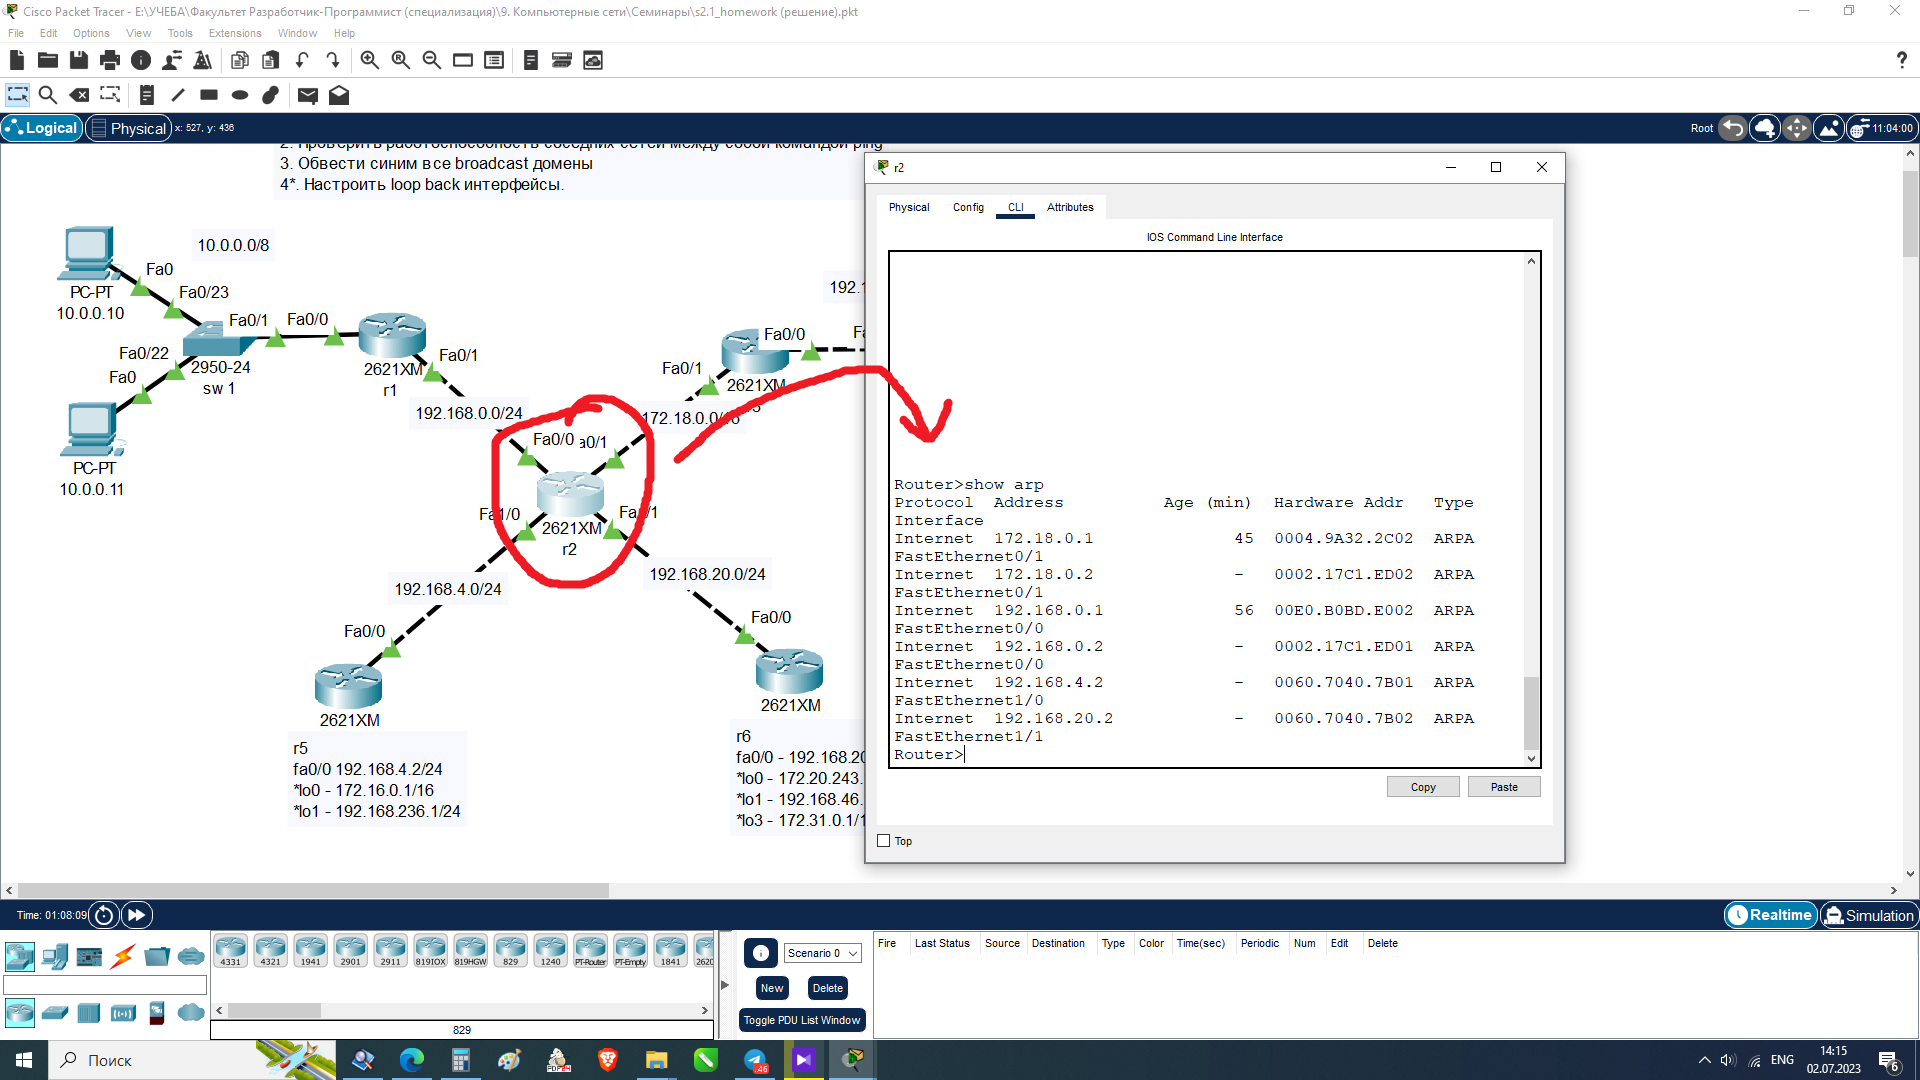 Cisco Packet Tracer - E:\УЧЕБА\Факультет Разработчик-Программист (специализация)\9. Компьютерные сети\Семинары\s2.1_homework (решение).pkt
File Edit Options View Tools Extensions Window Help
Logical Physical x: 527, y: 436 Root 11:04:00
2. Проверить работоспособность соседних сетей между собой командой ping
3. Обвести синим все broadcast домены
4*. Настроить loop back интерфейсы.
10.0.0.0/8
Fa0
PC-PT
10.0.0.10
Fa0/23
Fa0/1
Fa0/0
Fa0/22
Fa0
2950-24
sw 1
PC-PT
10.0.0.11
2621XM
r1
Fa0/1
192.168.0.0/24
192.1
Fa0/0
Fa
Fa0/1
2621XM
172.18.0.0/16
Fa0/0
a0/1
Fa1/0
2621XM
r2
192.168.4.0/24
192.168.20.0/24
Fa0/0
2621XM
r5
fa0/0 192.168.4.2/24
*lo0 - 172.16.0.1/16
*lo1 - 192.168.236.1/24
Fa0/0
2621XM
r6
fa0/0 - 192.168.20
*lo0 - 172.20.243.
*lo1 - 192.168.46.
*lo3 - 172.31.0.1/1
r2
Physical Config CLI Attributes
IOS Command Line Interface
Router>show arp
Protocol Address Age (min) Hardware Addr Type
Interface
Internet 172.18.0.1 45 0004.9A32.2C02 ARPA
FastEthernet0/1
Internet 172.18.0.2 - 0002.17C1.ED02 ARPA
FastEthernet0/1
Internet 192.168.0.1 56 00E0.B0BD.E002 ARPA
FastEthernet0/0
Internet 192.168.0.2 - 0002.17C1.ED01 ARPA
FastEthernet0/0
Internet 192.168.4.2 - 0060.7040.7B01 ARPA
FastEthernet1/0
Internet 192.168.20.2 - 0060.7040.7B02 ARPA
FastEthernet1/1
Router>
Copy Paste
Top
Time: 01:08:09 Realtime Simulation
4331 4321 1941 2901 2911 819IOX 819HGW 829 1240 PT-Router PT-Empty 1841 2620
829
Scenario 0
New Delete
Toggle PDU List Window
Fire Last Status Source Destination Type Color Time(sec) Periodic Num Edit Delete
Поиск
PDF24
46
ENG
14:15
02.07.2023
6